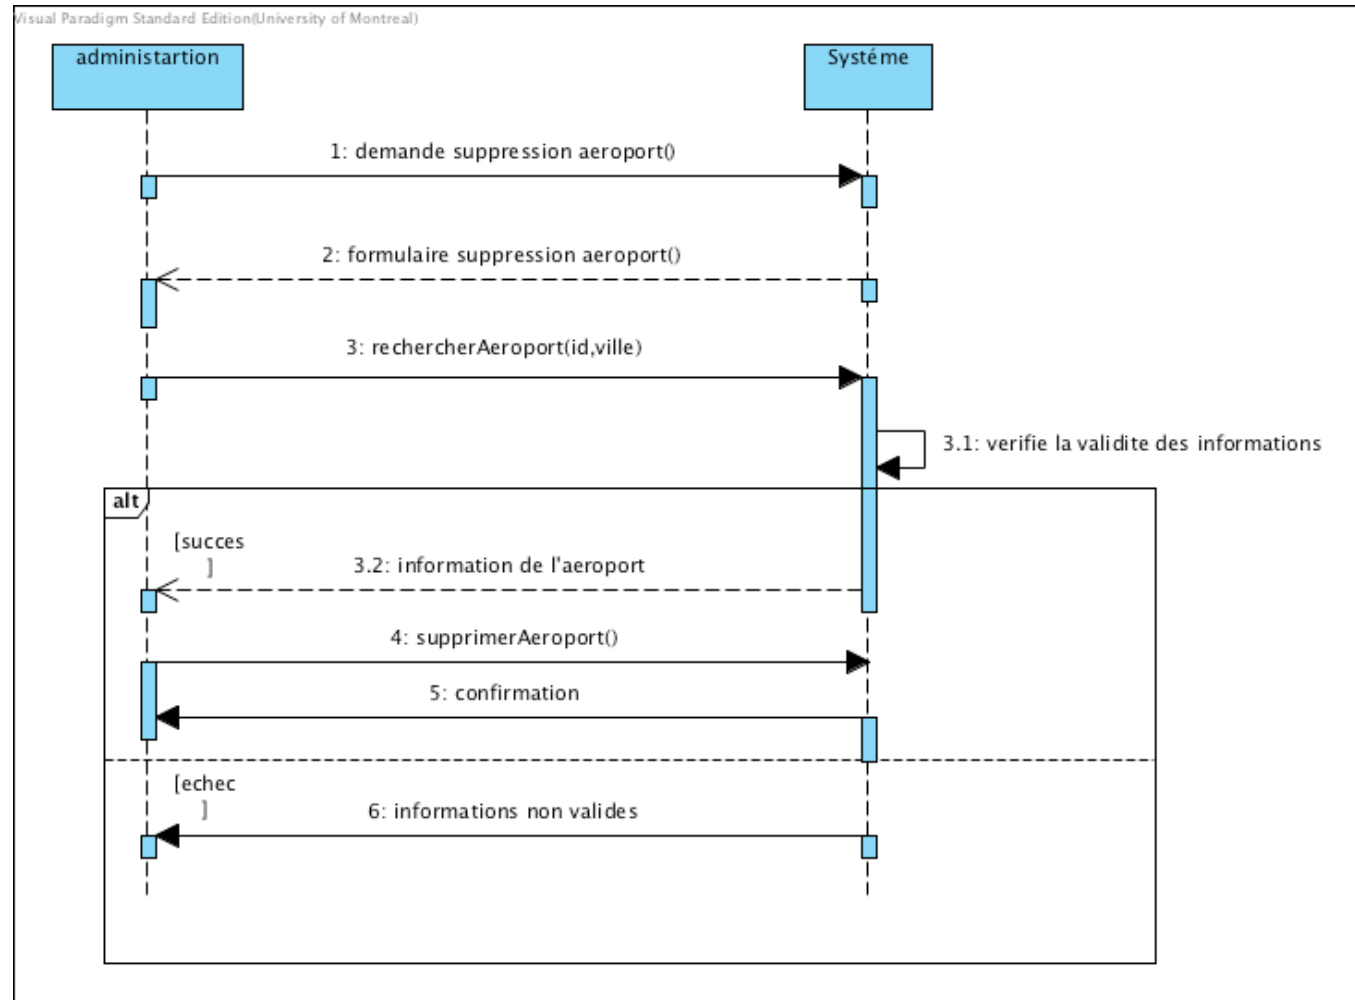 Visual Paradigm Standard Edition(University of Montreal)
administartion
Systéme
1: demande suppression aeroport()
2: formulaire suppression aeroport()
3: rechercherAeroport(id,ville)
3.1: verifie la validite des informations
alt
[succes
]
3.2: information de l'aeroport
4: supprimerAeroport()
5: confirmation
[echec
]
6: informations non valides